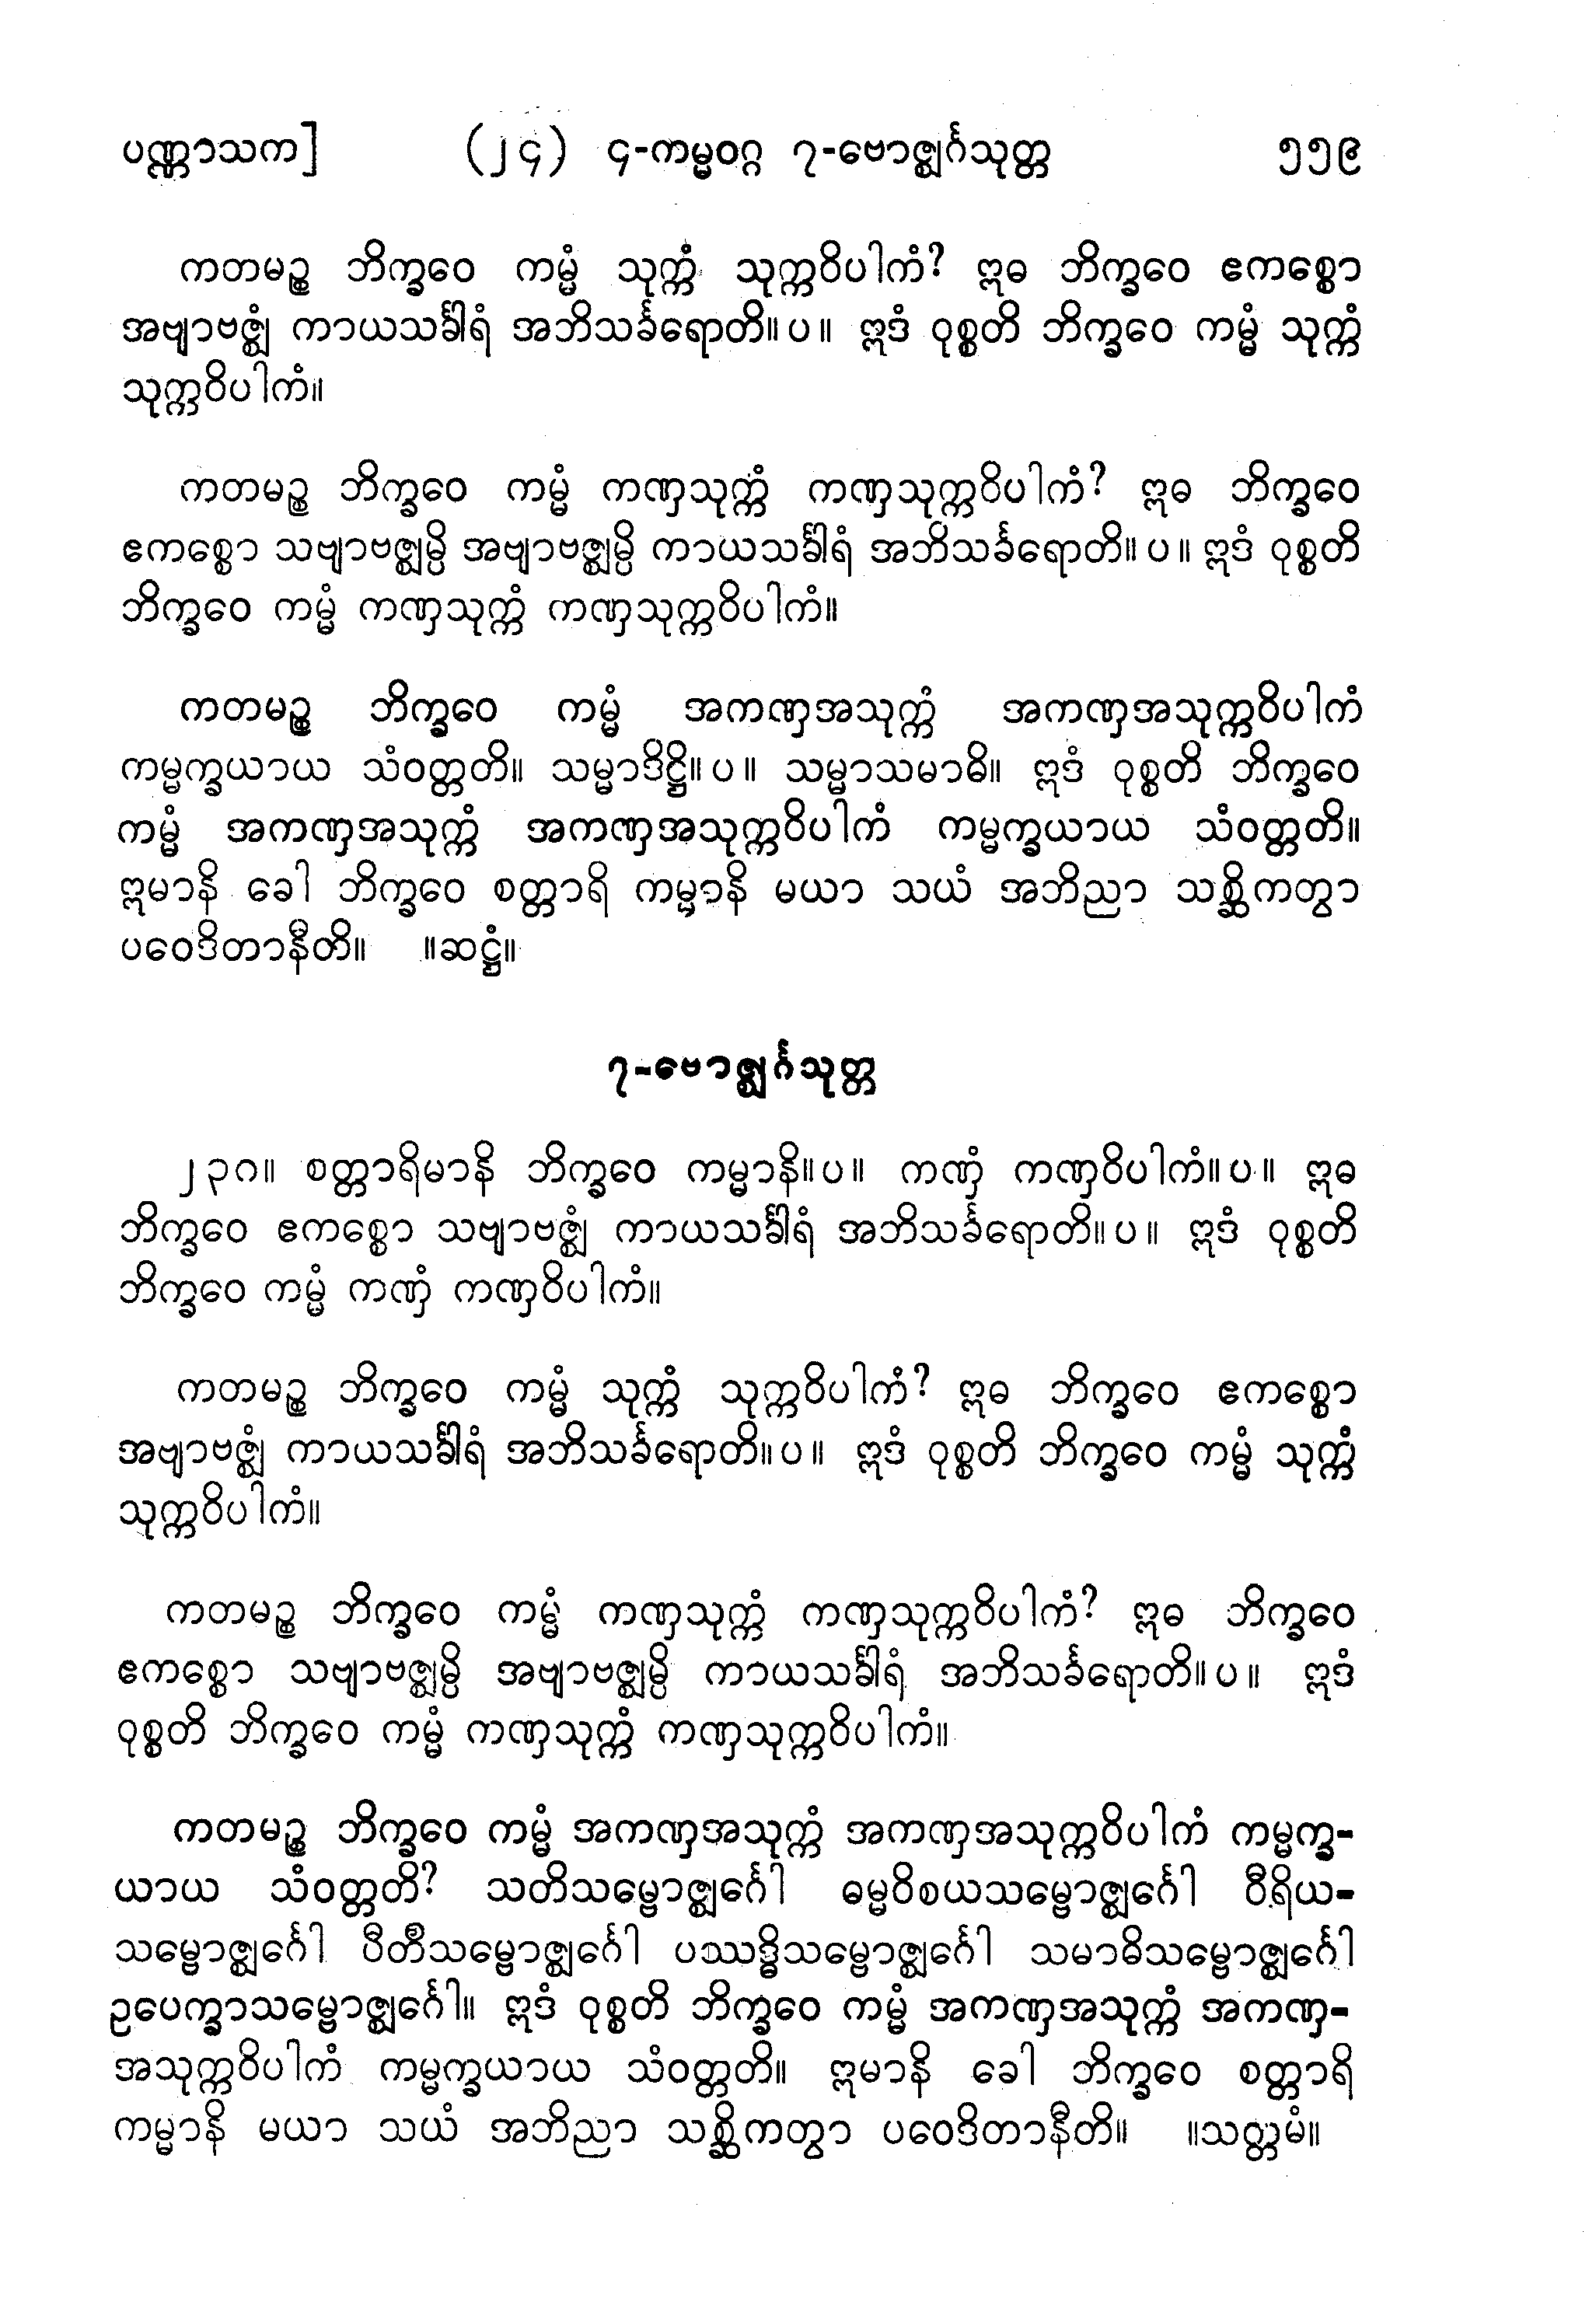 ပဏ္ဏာသက] (၂၄) ၄-ကမ္မဝဂ္ဂ ၇-ဗောဇ္ဈင်္ဂသုတ္တ ၅၅၉
ကတမဉ္စ ဘိက္ခဝေ ကမ္မံ သုက္ကံ သုက္ကဝိပါကံ? ဣဓ ဘိက္ခဝေ ဧကစ္စော
အဗျာဗဇ္ဈံ ကာယသင်္ခါရံ အဘိသင်္ခရောတိ။ပ။ ဣဒံ ဝုစ္စတိ ဘိက္ခဝေ ကမ္မံ သုက္ကံ
သုက္ကဝိပါကံ။
ကတမဉ္စ ဘိက္ခဝေ ကမ္မံ ကဏှသုက္ကံ ကဏှသုက္ကဝိပါကံ? ဣဓ ဘိက္ခဝေ
ဧကစ္စော သဗျာဗဇ္ဈမ္ပိ အဗျာဗဇ္ဈမ္ပိ ကာယသင်္ခါရံ အဘိသင်္ခရောတိ။ပ။ ဣဒံ ဝုစ္စတိ
ဘိက္ခဝေ ကမ္မံ ကဏှသုက္ကံ ကဏှသုက္ကဝိပါကံ။
ကတမဉ္စ ဘိက္ခဝေ ကမ္မံ အကဏှအသုက္ကံ အကဏှအသုက္ကဝိပါကံ
ကမ္မက္ခယာယ သံဝတ္တတိ။ သမ္မာဒိဋ္ဌိ။ပ။ သမ္မာသမာဓိ။ ဣဒံ ဝုစ္စတိ ဘိက္ခဝေ
ကမ္မံ အကဏှအသုက္ကံ အကဏှအသုက္ကဝိပါကံ ကမ္မက္ခယာယ သံဝတ္တတိ။
ဣမာနိ ခေါ ဘိက္ခဝေ စတ္တာရိ ကမ္မာနိ မယာ သယံ အဘိညာ သစ္ဆိကတွာ
ပဝေဒိတာနီတိ။ ။ဆဋ္ဌံ။
၇-ဗောဇ္ဈင်္ဂသုတ္တ
၂၃ဂ။ စတ္တာရိမာနိ ဘိက္ခဝေ ကမ္မာနိ။ပ။ ကဏှံ ကဏှဝိပါကံ။ပ။ ဣဓ
ဘိက္ခဝေ ဧကစ္စော သဗျာဗဇ္ဈံ ကာယသင်္ခါရံ အဘိသင်္ခရောတိ။ပ။ ဣဒံ ဝုစ္စတိ
ဘိက္ခဝေ ကမ္မံ ကဏှံ ကဏှဝိပါကံ။
ကတမဉ္စ ဘိက္ခဝေ ကမ္မံ သုက္ကံ သုက္ကဝိပါကံ? ဣဓ ဘိက္ခဝေ ဧကစ္စော
အဗျာဗဇ္ဈံ ကာယသင်္ခါရံ အဘိသင်္ခရောတိ။ပ။ ဣဒံ ဝုစ္စတိ ဘိက္ခဝေ ကမ္မံ သုက္ကံ
သုက္ကဝိပါကံ။
ကတမဉ္စ ဘိက္ခဝေ ကမ္မံ ကဏှသုက္ကံ ကဏှသုက္ကဝိပါကံ? ဣဓ ဘိက္ခဝေ
ဧကစ္စော သဗျာဗဇ္ဈမ္ပိ အဗျာဗဇ္ဈမ္ပိ ကာယသင်္ခါရံ အဘိသင်္ခရောတိ။ပ။ ဣဒံ
ဝုစ္စတိ ဘိက္ခဝေ ကမ္မံ ကဏှသုက္ကံ ကဏှသုက္ကဝိပါကံ။
ကတမဉ္စ ဘိက္ခဝေ ကမ္မံ အကဏှအသုက္ကံ အကဏှအသုက္ကဝိပါကံ ကမ္မက္ခ-
ယာယ သံဝတ္တတိ? သတိသမ္ဗောဇ္ဈင်္ဂေါ ဓမ္မဝိစယသမ္ဗောဇ္ဈင်္ဂေါ ဝီရိယ-
သမ္ဗောဇ္ဈင်္ဂေါ ပီတိသမ္ဗောဇ္ဈင်္ဂေါ ပဿဒ္ဓိသမ္ဗောဇ္ဈင်္ဂေါ သမာဓိသမ္ဗောဇ္ဈင်္ဂေါ
ဥပေက္ခာသမ္ဗောဇ္ဈင်္ဂေါ။ ဣဒံ ဝုစ္စတိ ဘိက္ခဝေ ကမ္မံ အကဏှအသုက္ကံ အကဏှ-
အသုက္ကဝိပါကံ ကမ္မက္ခယာယ သံဝတ္တတိ။ ဣမာနိ ခေါ ဘိက္ခဝေ စတ္တာရိ
ကမ္မာနိ မယာ သယံ အဘိညာ သစ္ဆိကတွာ ပဝေဒိတာနီတိ။ ။သတ္တမံ။